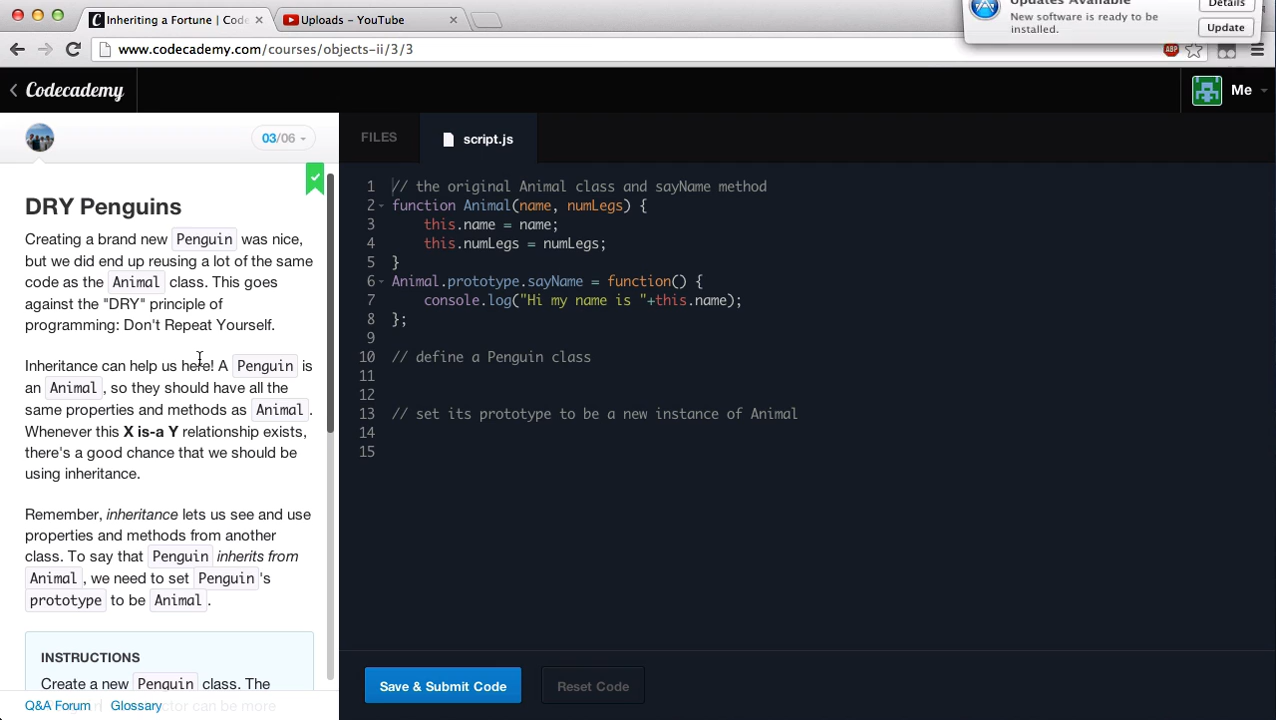 Inheriting a Fortune | Code
Uploads - YouTube
Updates Available
New software is ready to be
installed.
Details
Update
www.codecademy.com/courses/objects-ii/3/3
ABP
Codecademy
Me
03/06
FILES
script.js
DRY Penguins
Creating a brand new Penguin was nice,
but we did end up reusing a lot of the same
code as the Animal class. This goes
against the "DRY" principle of
programming: Don't Repeat Yourself.
Inheritance can help us here! A Penguin is
an Animal, so they should have all the
same properties and methods as Animal.
Whenever this X is-a Y relationship exists,
there's a good chance that we should be
using inheritance.
Remember, inheritance lets us see and use
properties and methods from another
class. To say that Penguin inherits from
Animal, we need to set Penguin's
prototype to be Animal.
INSTRUCTIONS
Create a new Penguin class. The
ctor can be more
Q&A Forum
Glossary
1 // the original Animal class and sayName method
2 function Animal(name, numLegs) {
3 this.name = name;
4 this.numLegs = numLegs;
5 }
6 Animal.prototype.sayName = function() {
7 console.log("Hi my name is "+this.name);
8 };
9
10 // define a Penguin class
11
12
13 // set its prototype to be a new instance of Animal
14
15
Save & Submit Code
Reset Code